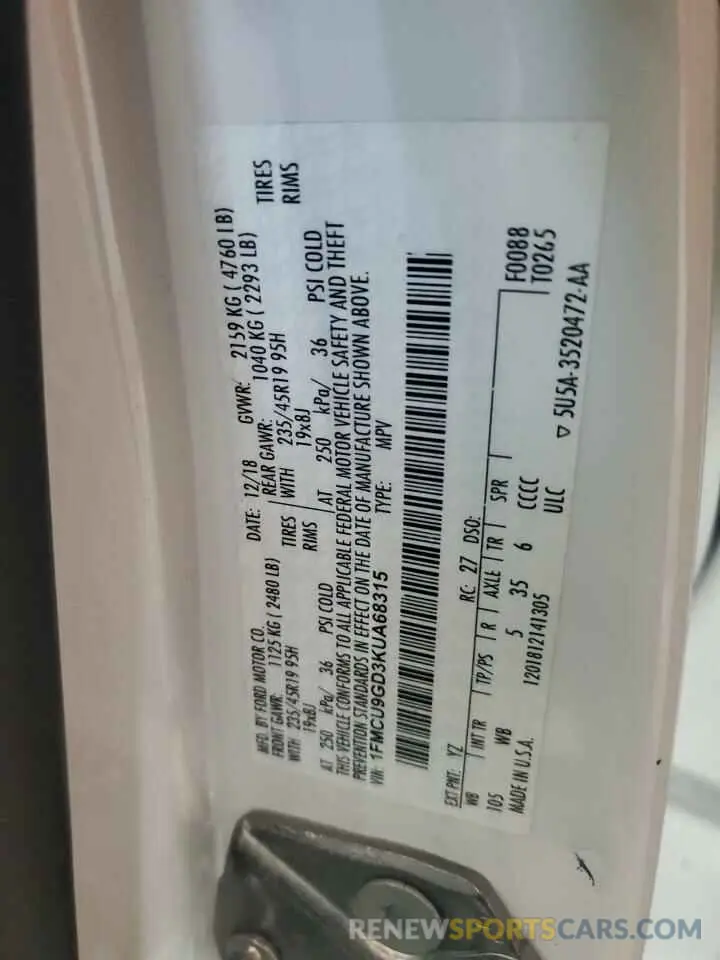 MFD. BY FORD MOTOR CO.
DATE: 12/18 GVWR: 2159 KG ( 4760 LB)
FRONT GAWR: 1125 KG ( 2480 LB)
REAR GAWR: 1040 KG ( 2293 LB)
WITH 235/45R19 95H TIRES
WITH 235/45R19 95H TIRES
19x8J RIMS
19x8J RIMS
AT 250 kPa/ 36 PSI COLD
AT 250 kPa/ 36 PSI COLD
THIS VEHICLE CONFORMS TO ALL APPLICABLE FEDERAL MOTOR VEHICLE SAFETY AND THEFT
PREVENTION STANDARDS IN EFFECT ON THE DATE OF MANUFACTURE SHOWN ABOVE.
VIN: 1FMCU9GD3KUA68315 TYPE: MPV
EXT PNT: YZ RC: 27 DSO: F0088
WB INT TR TP/PS R AXLE TR SPR T0265
105 WB 5 35 6 CCCC
MADE IN U.S.A. 1201812141305 ULC
5U5A-3520472-AA
RENEWSPORTSCARS.COM